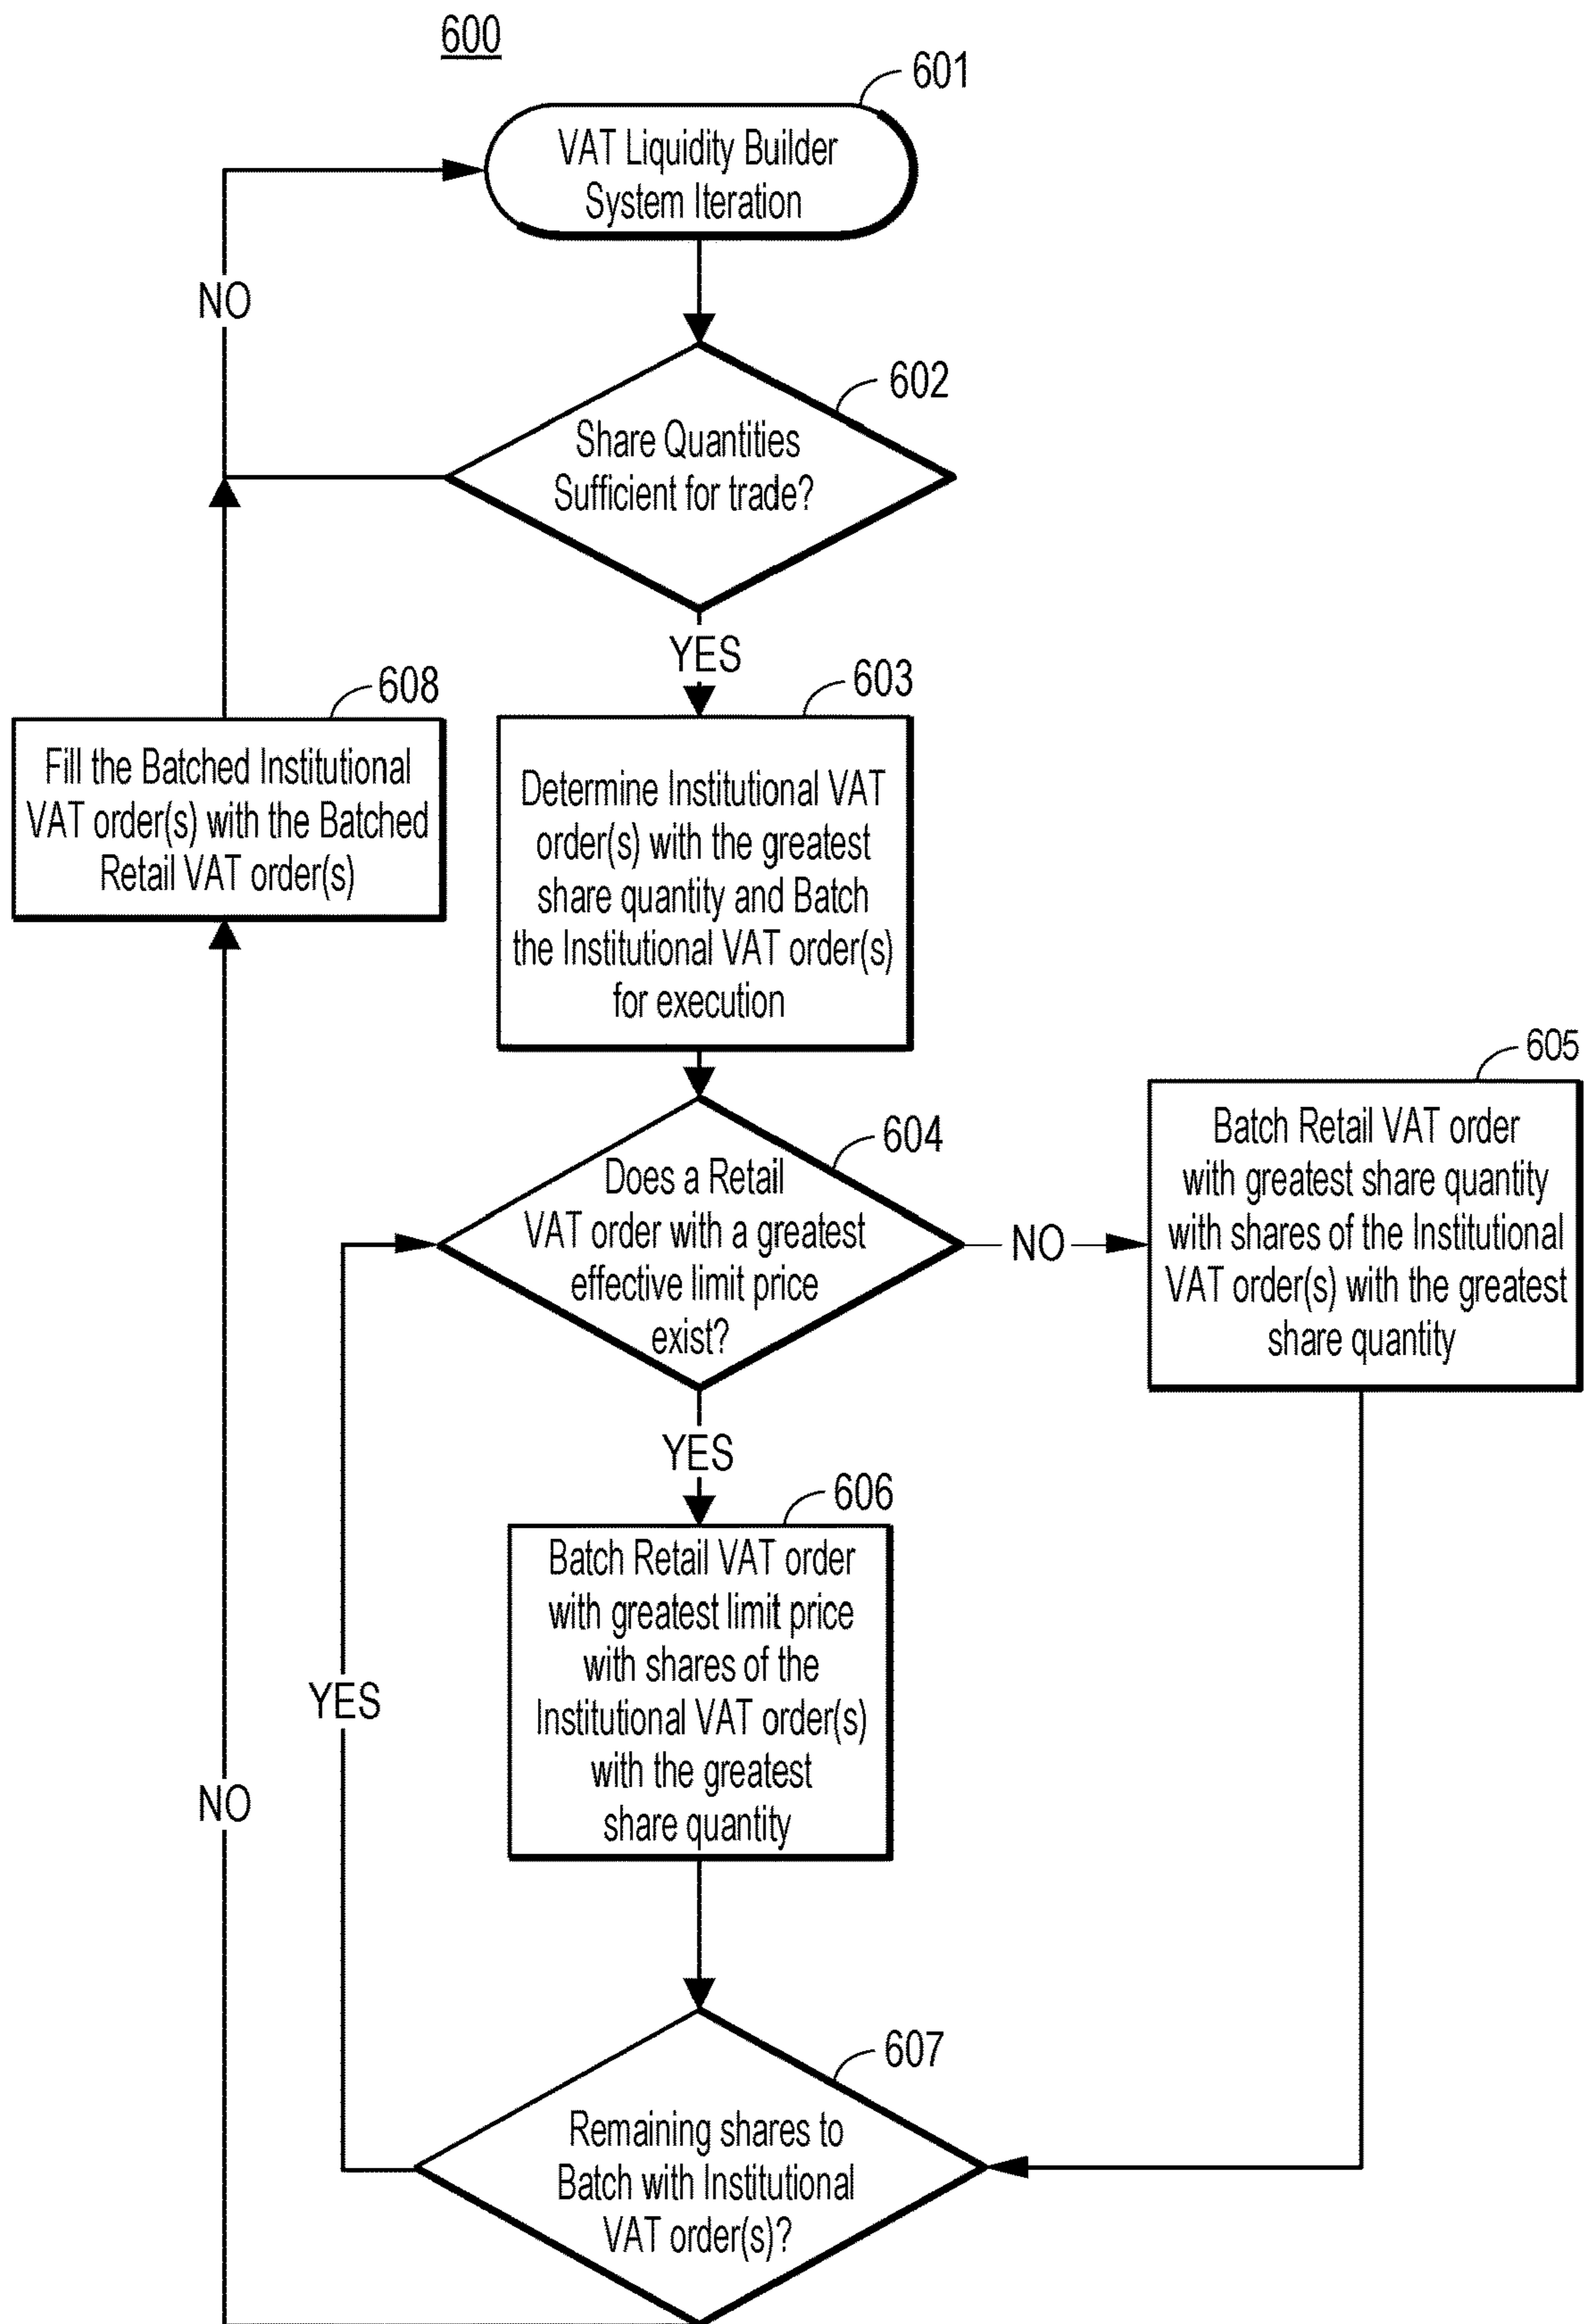 600
601
VAT Liquidity Builder
System Iteration
NO
602
Share Quantities
Sufficient for trade?
YES
608
603
Fill the Batched Institutional
VAT order(s) with the Batched
Retail VAT order(s)
Determine Institutional VAT
order(s) with the greatest
share quantity and Batch
the Institutional VAT order(s)
for execution
605
Batch Retail VAT order
with greatest share quantity
with shares of the Institutional
VAT order(s) with the greatest
share quantity
604
Does a Retail
VAT order with a greatest
effective limit price
exist?
NO
YES
606
Batch Retail VAT order
with greatest limit price
with shares of the
Institutional VAT order(s)
with the greatest
share quantity
YES
NO
607
Remaining shares to
Batch with Institutional
VAT order(s)?